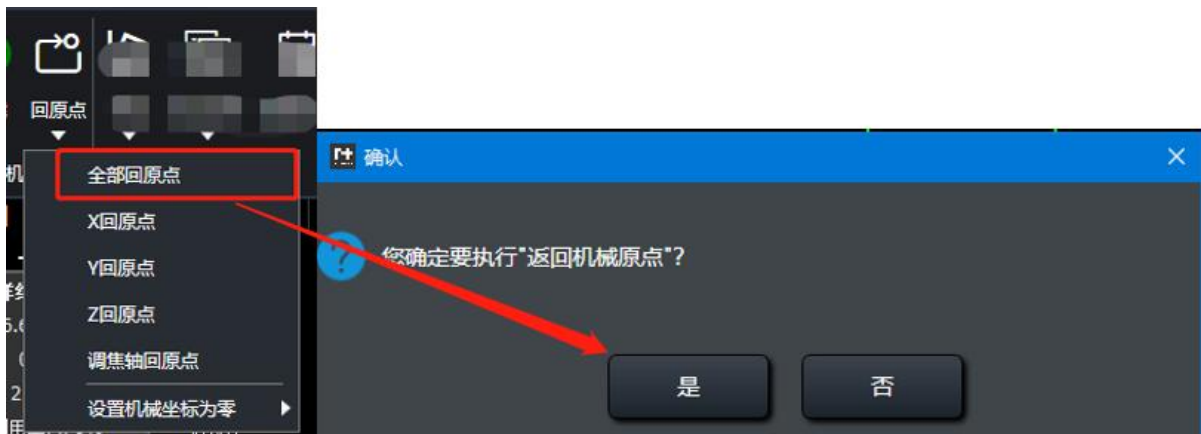 回原点
全部回原点
X回原点
Y回原点
Z回原点
调焦轴回原点
设置机械坐标为零
确认
您确定要执行"返回机械原点"?
是
否